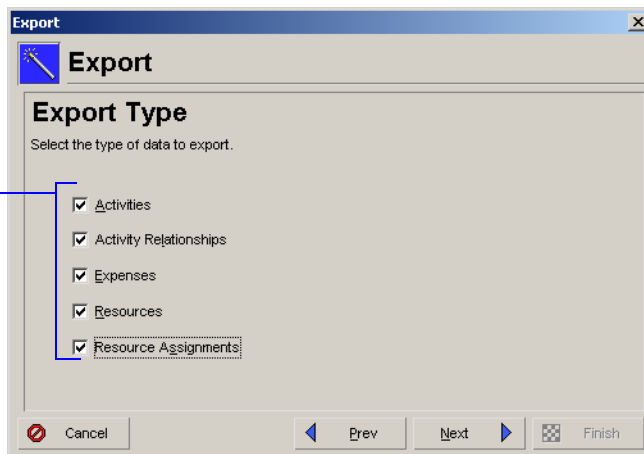 Export
Export
Export Type
Select the type of data to export.
Activities
Activity Relationships
Expenses
Resources
Resource Assignments
Cancel
Prev
Next
Finish